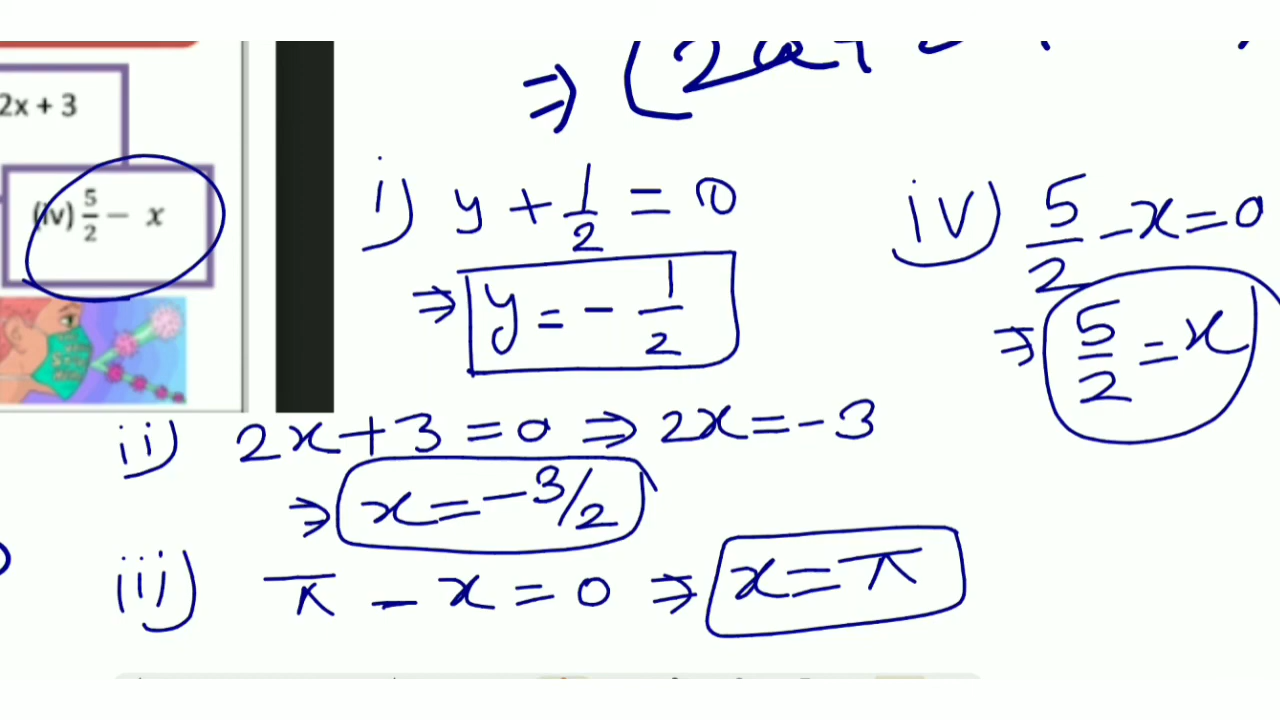 2x + 3
(iv) 5/2 − x
⇒ (2x+
i) y + 1/2 = 0
⇒ y = - 1/2
iv) 5/2 - x = 0
⇒ 5/2 = x
ii) 2x + 3 = 0 ⇒ 2x = -3
⇒ x = -3/2
iii) π - x = 0 ⇒ x = π